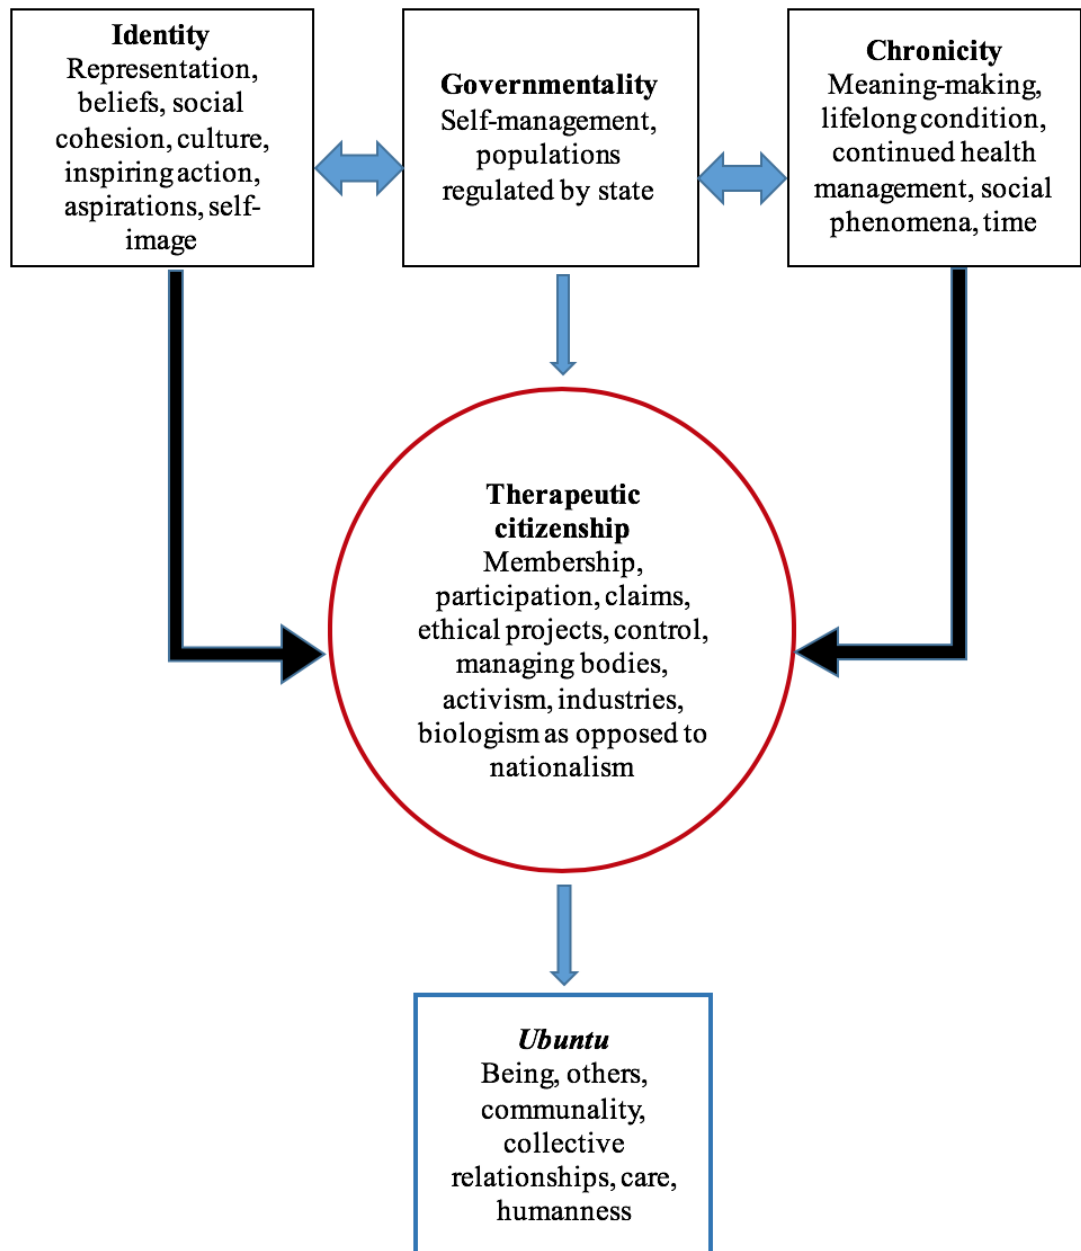 Identity
Representation,
beliefs, social
cohesion, culture,
inspiring action,
aspirations, self-
image
Governmentality
Self-management,
populations
regulated by state
Chronicity
Meaning-making,
lifelong condition,
continued health
management, social
phenomena, time
Therapeutic
citizenship
Membership,
participation, claims,
ethical projects, control,
managing bodies,
activism, industries,
biologism as opposed to
nationalism
Ubuntu
Being, others,
communality,
collective
relationships, care,
humanness